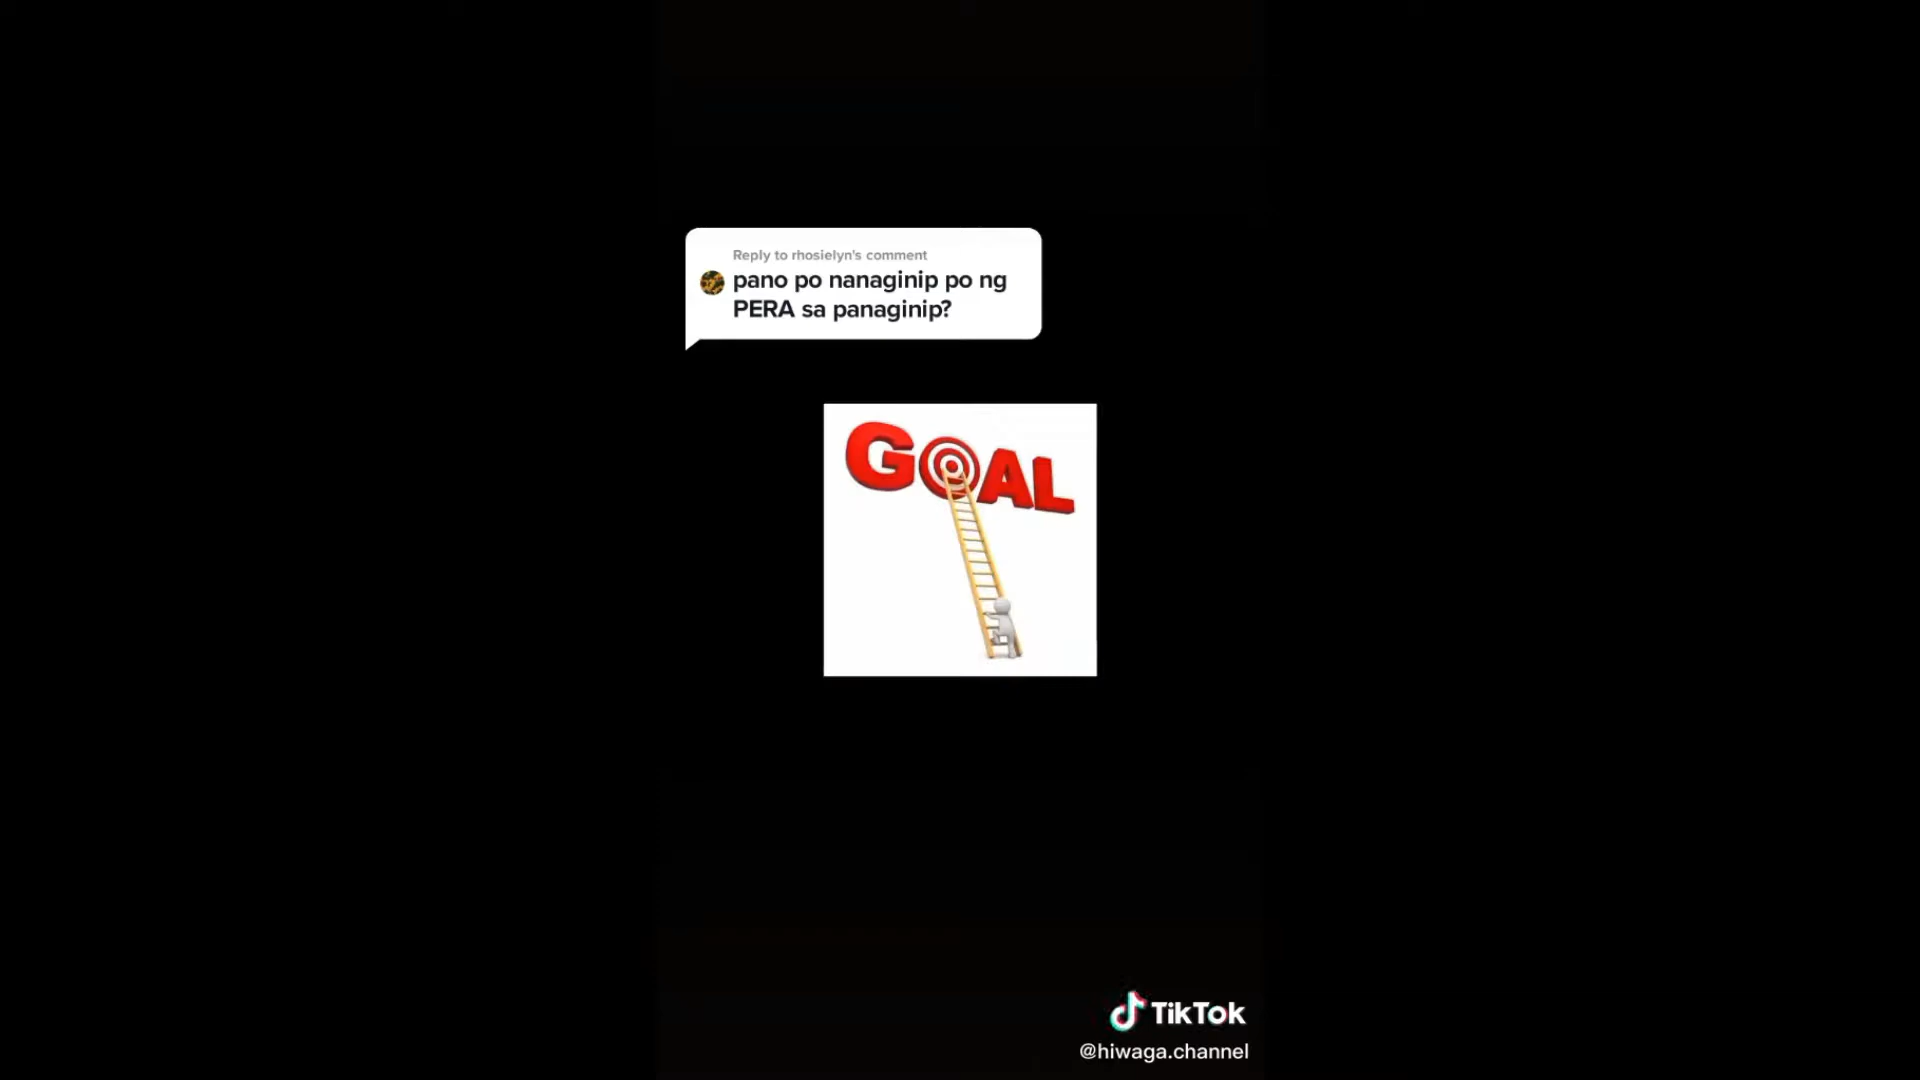 Reply to rhosielyn's comment
pano po nanaginip po ng
PERA sa panaginip?
GOAL
TikTok
@hiwaga.channel